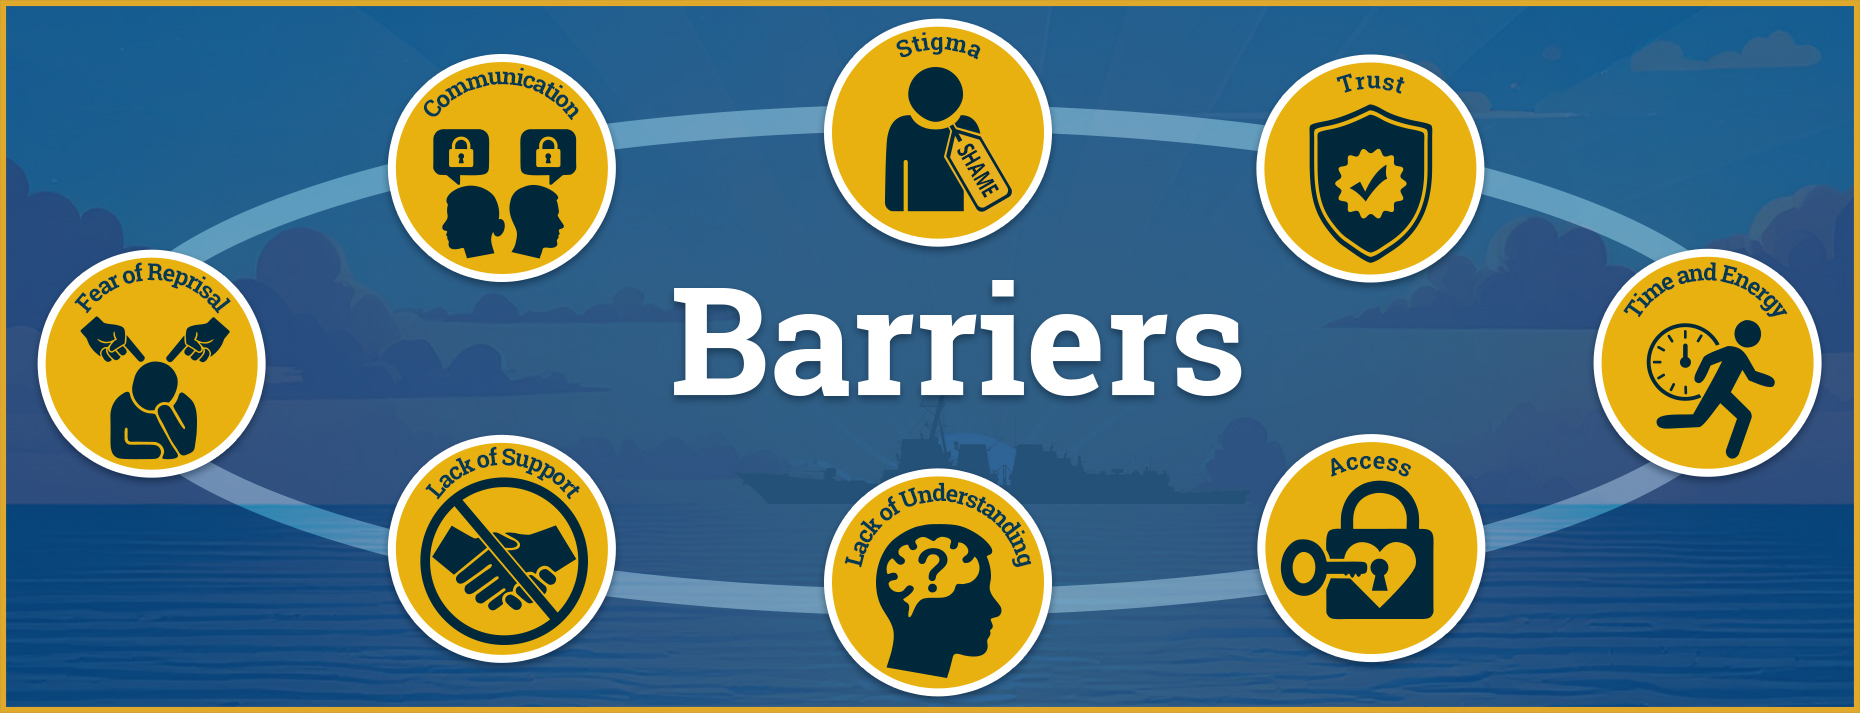 Stigma
SHAME
Communication
Trust
Fear of Reprisal
Time and Energy
Barriers
Lack of Support
Access
Lack of Understanding
?